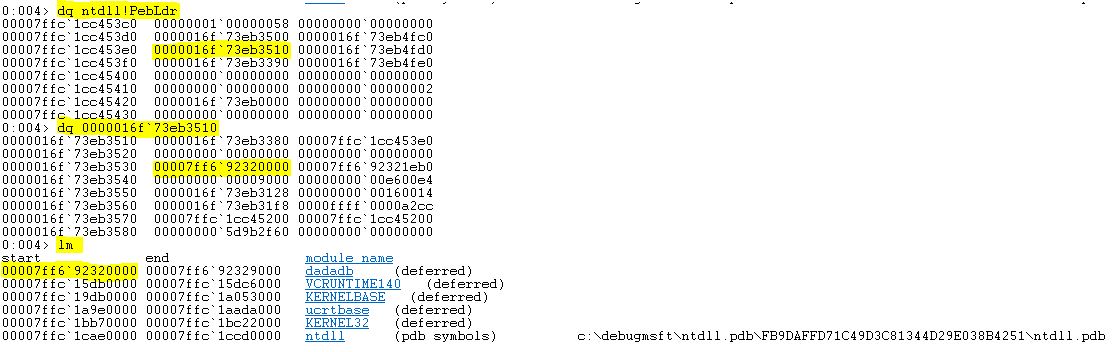 0:004> dq ntdll!PebLdr
00007ffc`1cc453c0  00000001`00000058 00000000`00000000
00007ffc`1cc453d0  0000016f`73eb3500 0000016f`73eb4fc0
00007ffc`1cc453e0  0000016f`73eb3510 0000016f`73eb4fd0
00007ffc`1cc453f0  0000016f`73eb3390 0000016f`73eb4fe0
00007ffc`1cc45400  00000000`00000000 00000000`00000000
00007ffc`1cc45410  00000000`00000000 00000000`00000002
00007ffc`1cc45420  0000016f`73eb0000 00000000`00000000
00007ffc`1cc45430  00000000`00000000 00000000`00000000
0:004> dq 0000016f`73eb3510
0000016f`73eb3510  0000016f`73eb3380 00007ffc`1cc453e0
0000016f`73eb3520  00000000`00000000 00000000`00000000
0000016f`73eb3530  00007ff6`92320000 00007ff6`92321eb0
0000016f`73eb3540  00000000`00009000 00000000`00e600e4
0000016f`73eb3550  0000016f`73eb3128 00000000`00160014
0000016f`73eb3560  0000016f`73eb31f8 0000ffff`0000a2cc
0000016f`73eb3570  00007ffc`1cc45200 00007ffc`1cc45200
0000016f`73eb3580  00000000`5d9b2f60 00000000`00000000
0:004> lm
start             end                 module name
00007ff6`92320000 00007ff6`92329000   dadadb     (deferred)
00007ffc`15db0000 00007ffc`15dc6000   VCRUNTIME140   (deferred)
00007ffc`19db0000 00007ffc`1a053000   KERNELBASE   (deferred)
00007ffc`1a9e0000 00007ffc`1aada000   ucrtbase   (deferred)
00007ffc`1bb70000 00007ffc`1bc22000   KERNEL32   (deferred)
00007ffc`1cae0000 00007ffc`1ccd0000   ntdll      (pdb symbols)          c:\debugmsft\ntdll.pdb\FB9DAFFD71C49D3C81344D29E038B4251\ntdll.pdb